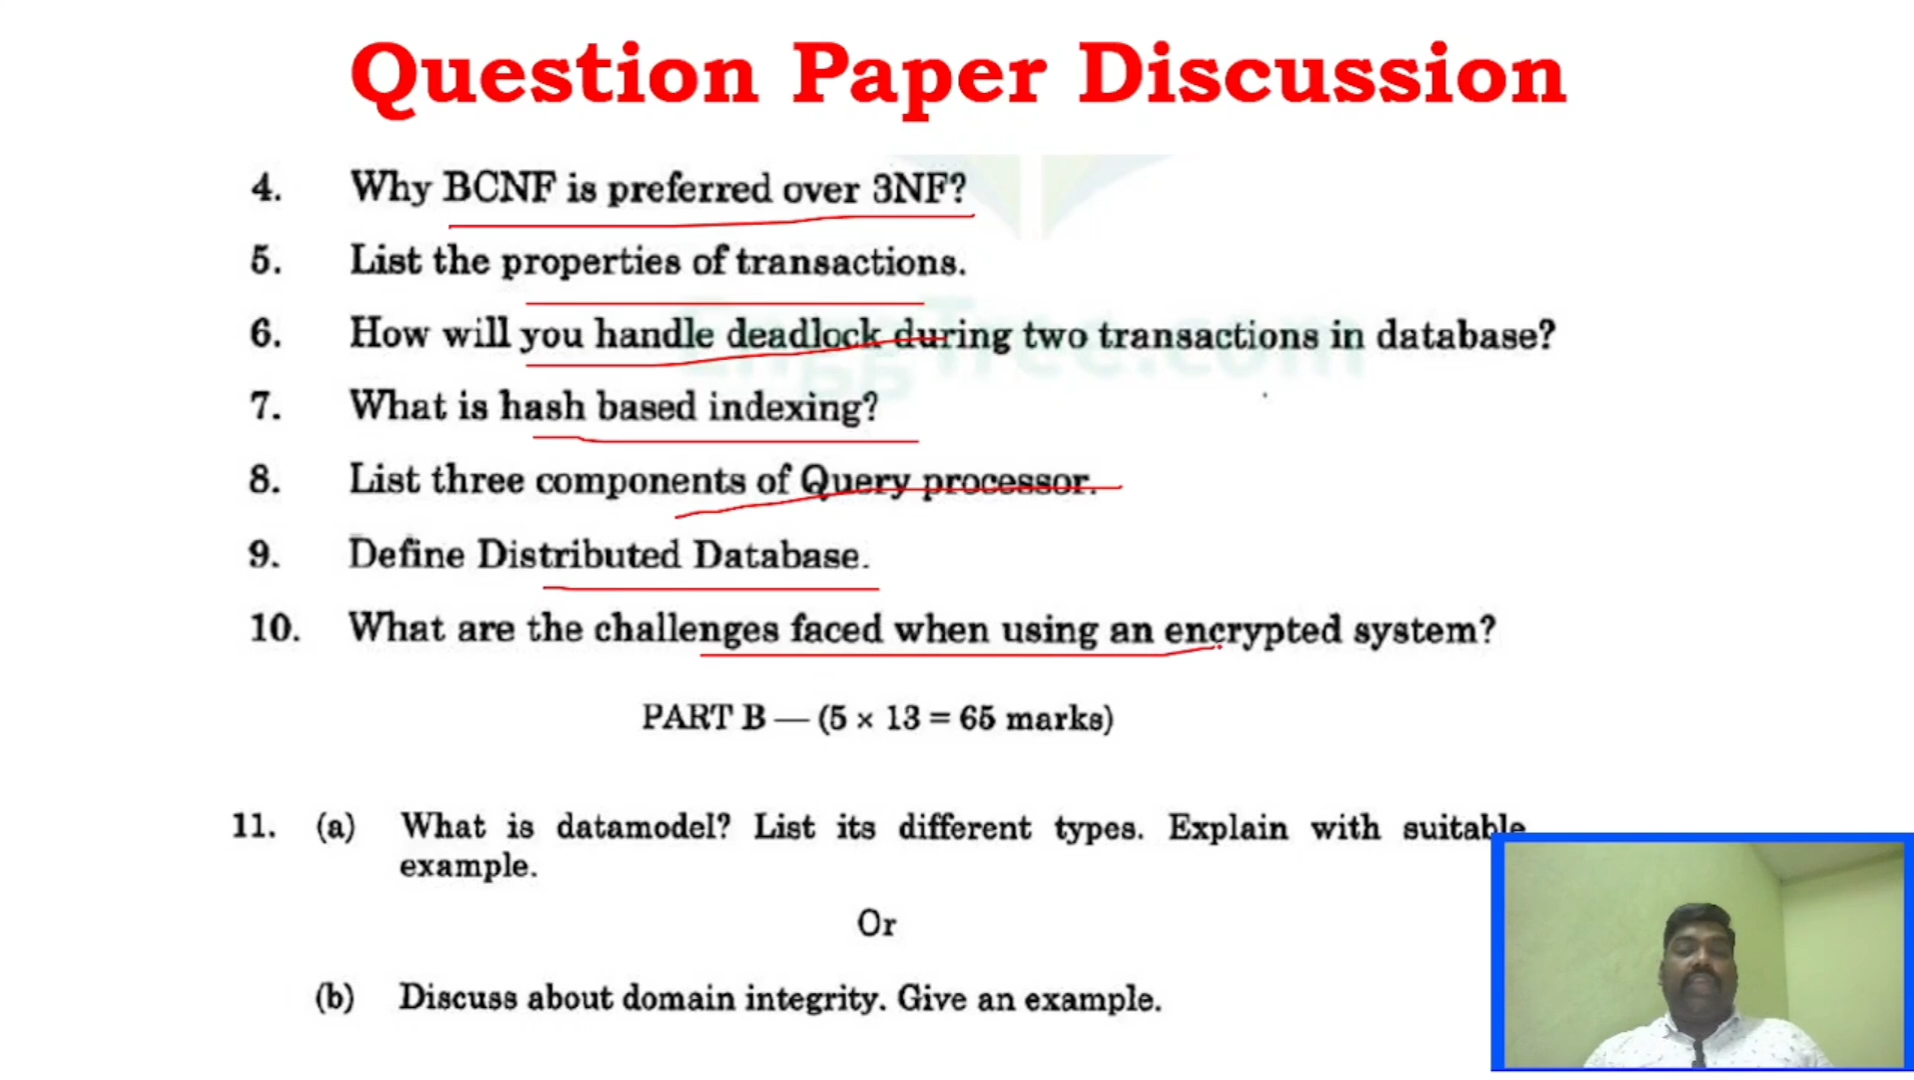 Question Paper Discussion
4. Why BCNF is preferred over 3NF?
5. List the properties of transactions.
6. How will you handle deadlock during two transactions in database?
7. What is hash based indexing?
8. List three components of Query processor.
9. Define Distributed Database.
10. What are the challenges faced when using an encrypted system?
PART B — (5 × 13 = 65 marks)
11. (a) What is datamodel? List its different types. Explain with suitable
example.
Or
(b) Discuss about domain integrity. Give an example.